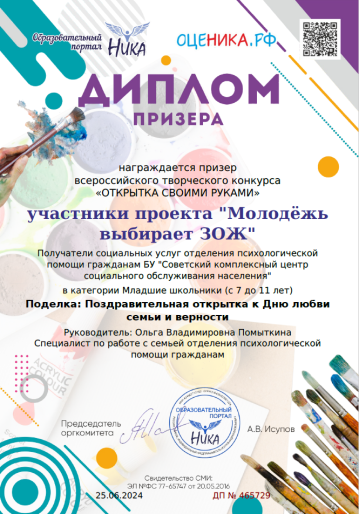 Образовательный
портал
НИКА
ОЦЕНИКА.РФ
ДИПЛОМ
ПРИЗЕРА
награждается призер
всероссийского творческого конкурса
«ОТКРЫТКА СВОИМИ РУКАМИ»
участники проекта "Молодёжь
выбирает ЗОЖ"
Получатели социальных услуг отделения психологической
помощи гражданам БУ "Советский комплексный центр
социального обслуживания населения"
в категории Младшие школьники (с 7 до 11 лет)
Поделка: Поздравительная открытка к Дню любви
семьи и верности
Руководитель: Ольга Владимировна Помыткина
Специалист по работе с семьей отделения психологической
помощи гражданам
ACRYLIC
COLOUR
Председатель
оргкомитета
ОБРАЗОВАТЕЛЬНЫЙ
ПОРТАЛ
НИКА
А.В. Исупов
Свидетельство СМИ:
ЭЛ №ФС 77-65747 от 20.05.2016
25.06.2024
ДП № 465729